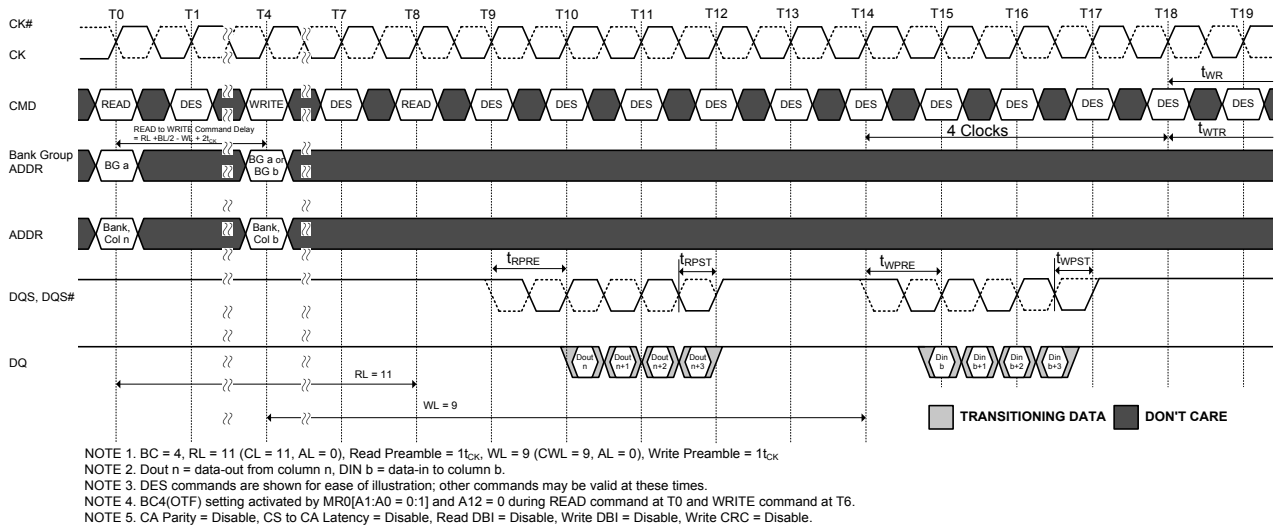 T0 T1 T4 T7 T8 T9 T10 T11 T12 T13 T14 T15 T16 T17 T18 T19
CK#
CK
tWR
CMD READ DES WRITE DES READ DES DES DES DES DES DES DES DES DES DES DES
READ to WRITE Command Delay
= RL +BL/2 - WL + 2tCK
4 Clocks tWTR
Bank Group
ADDR
BG a
BG a or
BG b
ADDR
Bank,
Col n
Bank,
Col b
tRPRE tRPST tWPRE tWPST
DQS, DQS#
DQ
Dout
n
Dout
n+1
Dout
n+2
Dout
n+3
Din
b
Din
b+1
Din
b+2
Din
b+3
RL = 11
WL = 9
TRANSITIONING DATA DON'T CARE
NOTE 1. BC = 4, RL = 11 (CL = 11, AL = 0), Read Preamble = 1tCK, WL = 9 (CWL = 9, AL = 0), Write Preamble = 1tCK
NOTE 2. Dout n = data-out from column n, DIN b = data-in to column b.
NOTE 3. DES commands are shown for ease of illustration; other commands may be valid at these times.
NOTE 4. BC4(OTF) setting activated by MR0[A1:A0 = 0:1] and A12 = 0 during READ command at T0 and WRITE command at T6.
NOTE 5. CA Parity = Disable, CS to CA Latency = Disable, Read DBI = Disable, Write DBI = Disable, Write CRC = Disable.